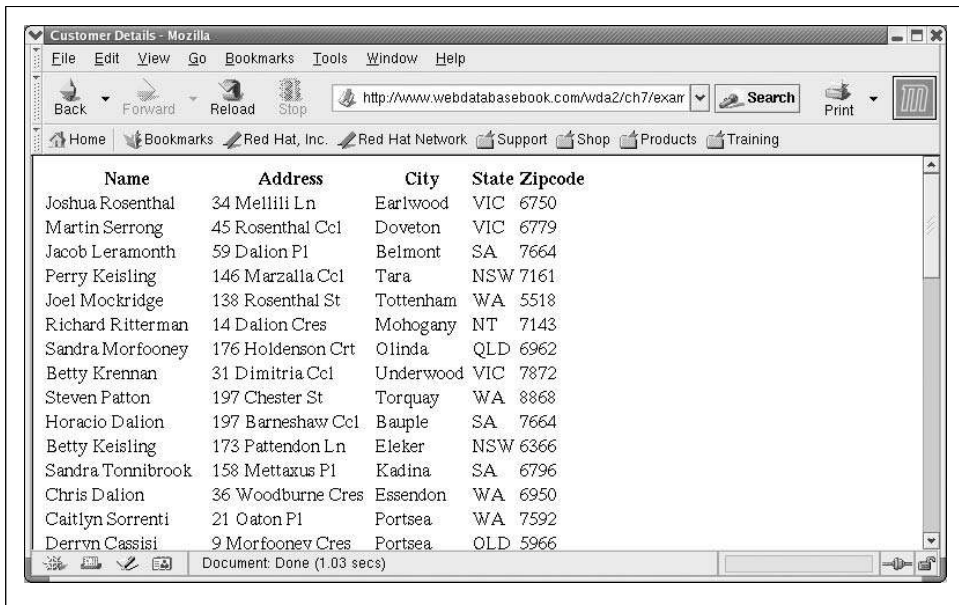 Customer Details - Mozilla
File Edit View Go Bookmarks Tools Window Help
Back Forward Reload Stop http://www.webdatabasebook.com/wda2/ch7/exam Search Print
Home Bookmarks Red Hat, Inc. Red Hat Network Support Shop Products Training
Name Address City State Zipcode
Joshua Rosenthal 34 Mellili Ln Earlwood VIC 6750
Martin Serrong 45 Rosenthal Ccl Doveton VIC 6779
Jacob Leramonth 59 Dalion Pl Belmont SA 7664
Perry Keisling 146 Marzalla Ccl Tara NSW 7161
Joel Mockridge 138 Rosenthal St Tottenham WA 5518
Richard Ritterman 14 Dalion Cres Mohogany NT 7143
Sandra Morfooney 176 Holdenson Crt Olinda QLD 6962
Betty Krennan 31 Dimitria Ccl Underwood VIC 7872
Steven Patton 197 Chester St Torquay WA 8868
Horacio Dalion 197 Barneshaw Ccl Bauple SA 7664
Betty Keisling 173 Pattendon Ln Eleker NSW 6366
Sandra Tonnibrook 158 Mettaxus Pl Kadina SA 6796
Chris Dalion 36 Woodburne Cres Essendon WA 6950
Caitlyn Sorrenti 21 Oaton Pl Portsea WA 7592
Derryn Cassisi 9 Morfooney Cres Portsea QLD 5966
Document: Done (1.03 secs)